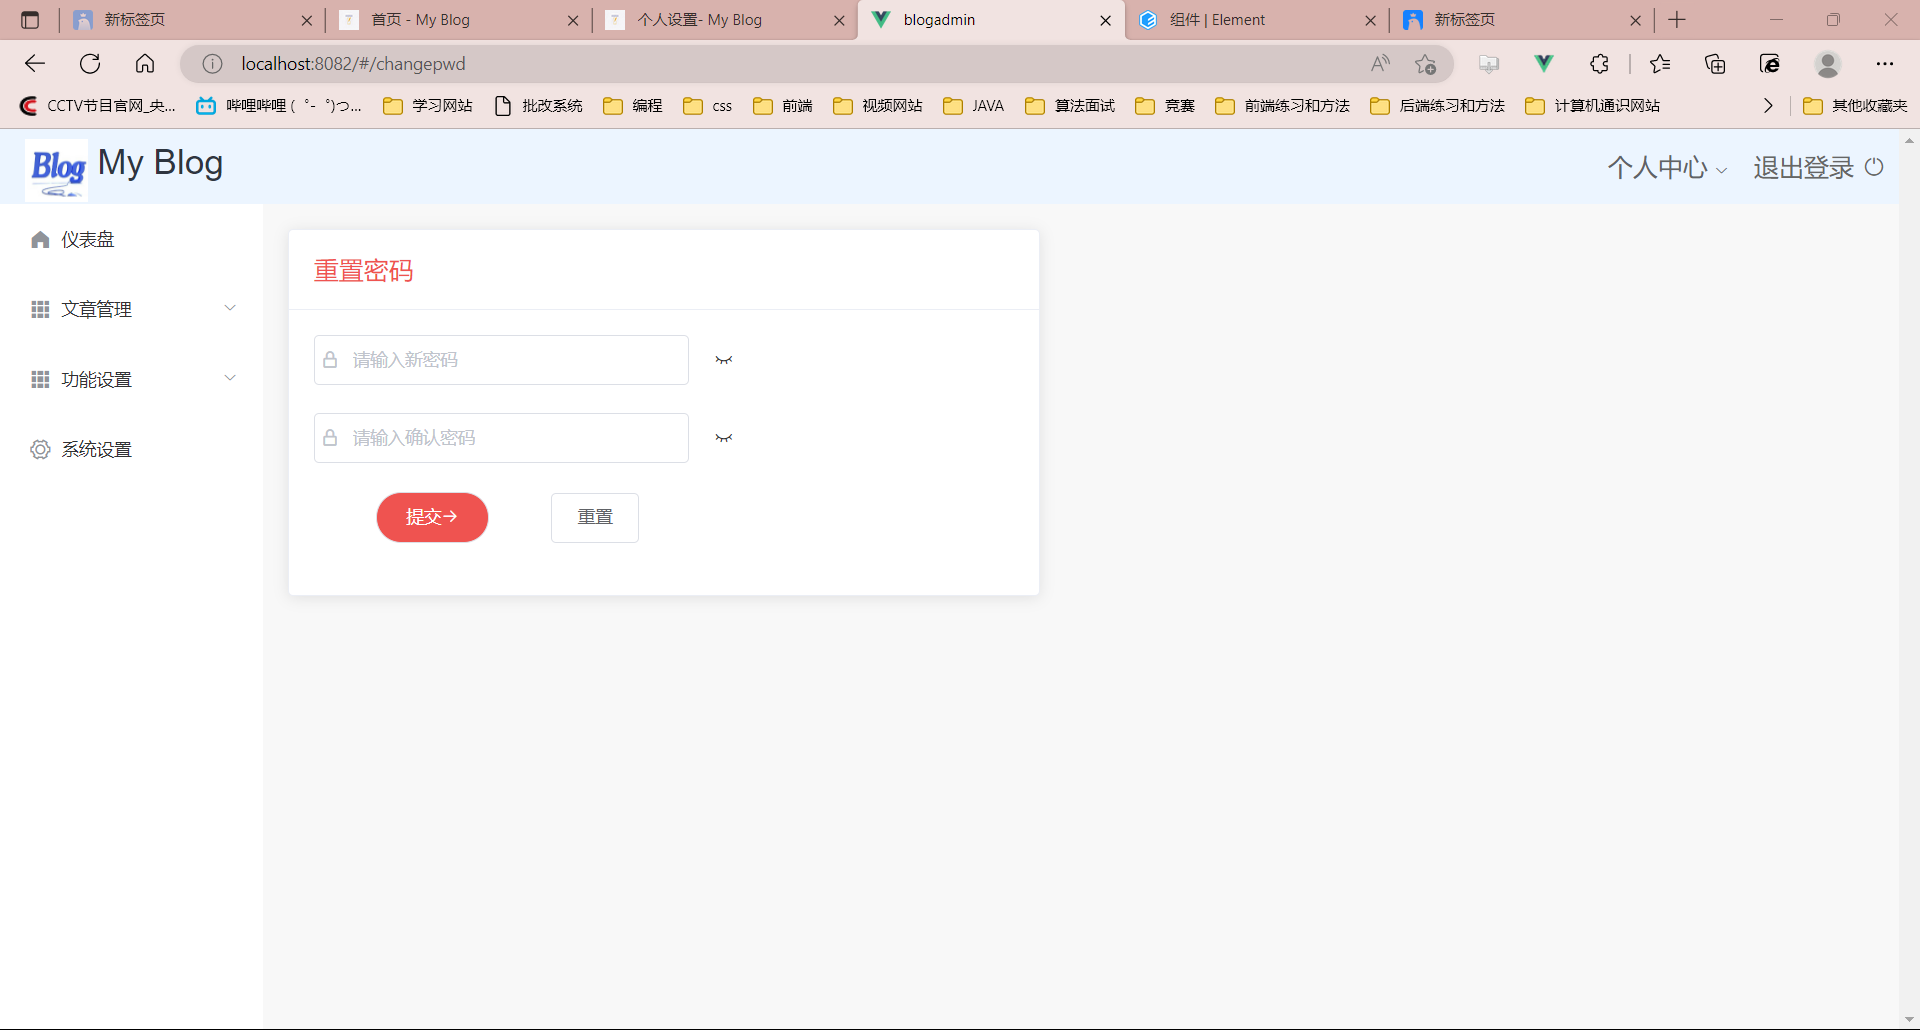 新标签页
首页 - My Blog
个人设置- My Blog
blogadmin
组件 | Element
新标签页
localhost:8082/#/changepwd
CCTV节目官网_央...
哔哩哔哩 ( ゜- ゜)つ...
学习网站
批改系统
编程
css
前端
视频网站
JAVA
算法面试
竞赛
前端练习和方法
后端练习和方法
计算机通识网站
其他收藏夹
Blog
My Blog
个人中心
退出登录
仪表盘
文章管理
功能设置
系统设置
重置密码
请输入新密码
请输入确认密码
提交→
重置